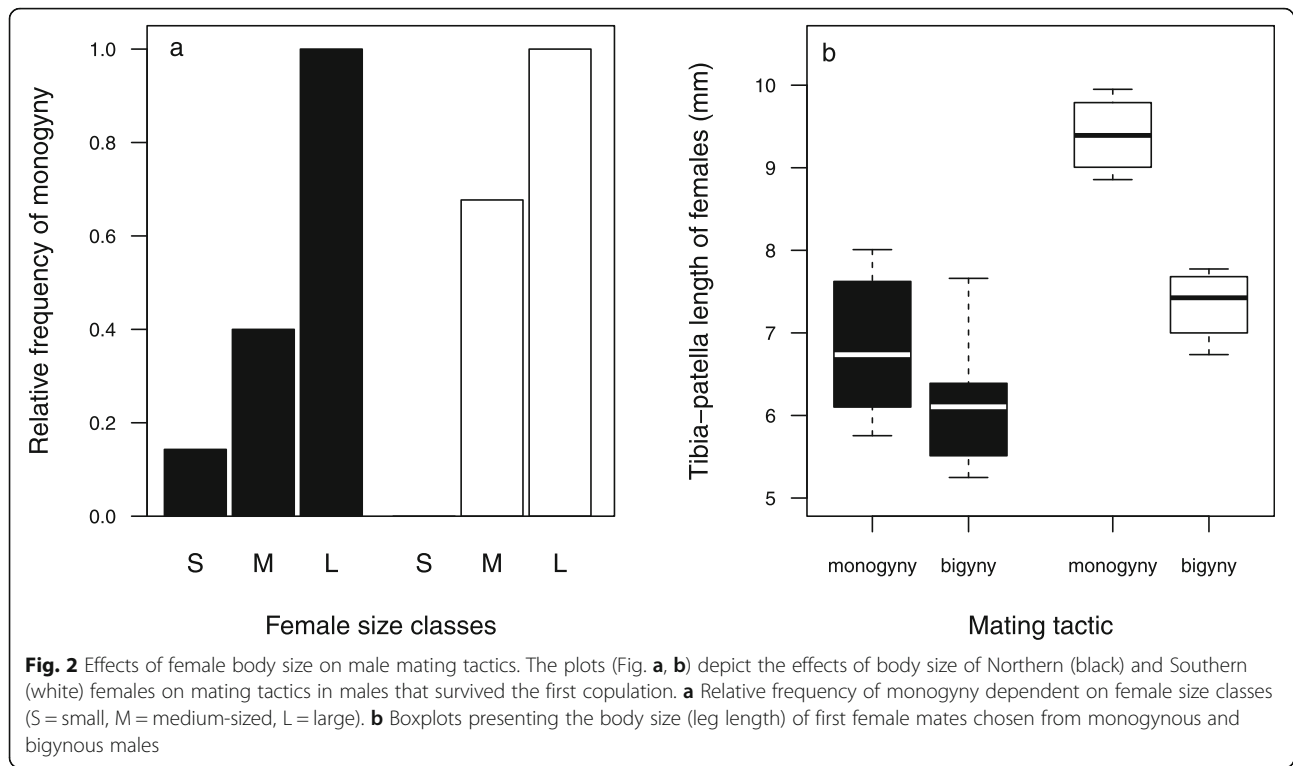 a
1.0
0.8
0.6
0.4
0.2
0.0
Relative frequency of monogyny
S M L S M L
Female size classes
b
10
9
8
7
6
5
Tibia–patella length of females (mm)
monogyny bigyny monogyny bigyny
Mating tactic
Fig. 2 Effects of female body size on male mating tactics. The plots (Fig. a, b) depict the effects of body size of Northern (black) and Southern
(white) females on mating tactics in males that survived the first copulation. a Relative frequency of monogyny dependent on female size classes
(S = small, M = medium-sized, L = large). b Boxplots presenting the body size (leg length) of first female mates chosen from monogynous and
bigynous males